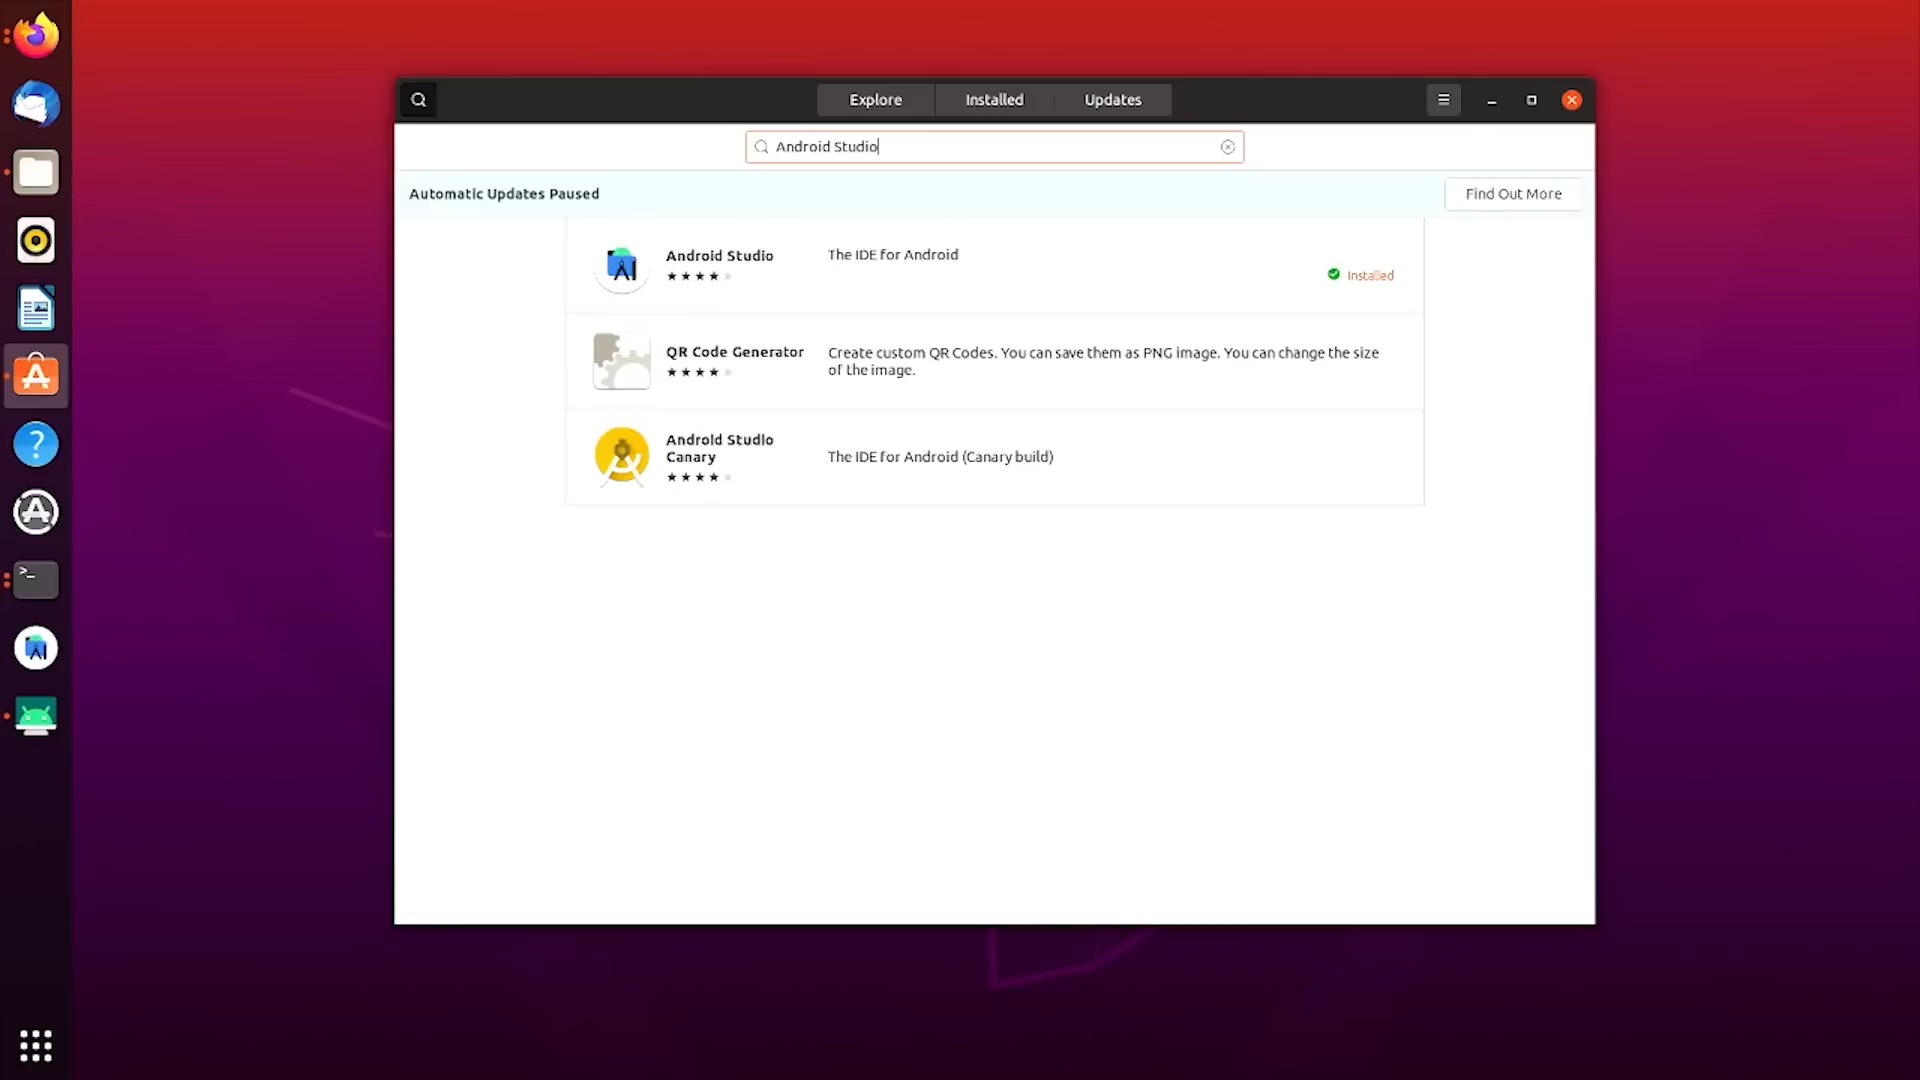 Explore
Installed
Updates
Android Studio
Automatic Updates Paused
Find Out More
Android Studio
The IDE for Android
Installed
QR Code Generator
Create custom QR Codes. You can save them as PNG image. You can change the size
of the image.
Android Studio
Canary
The IDE for Android (Canary build)